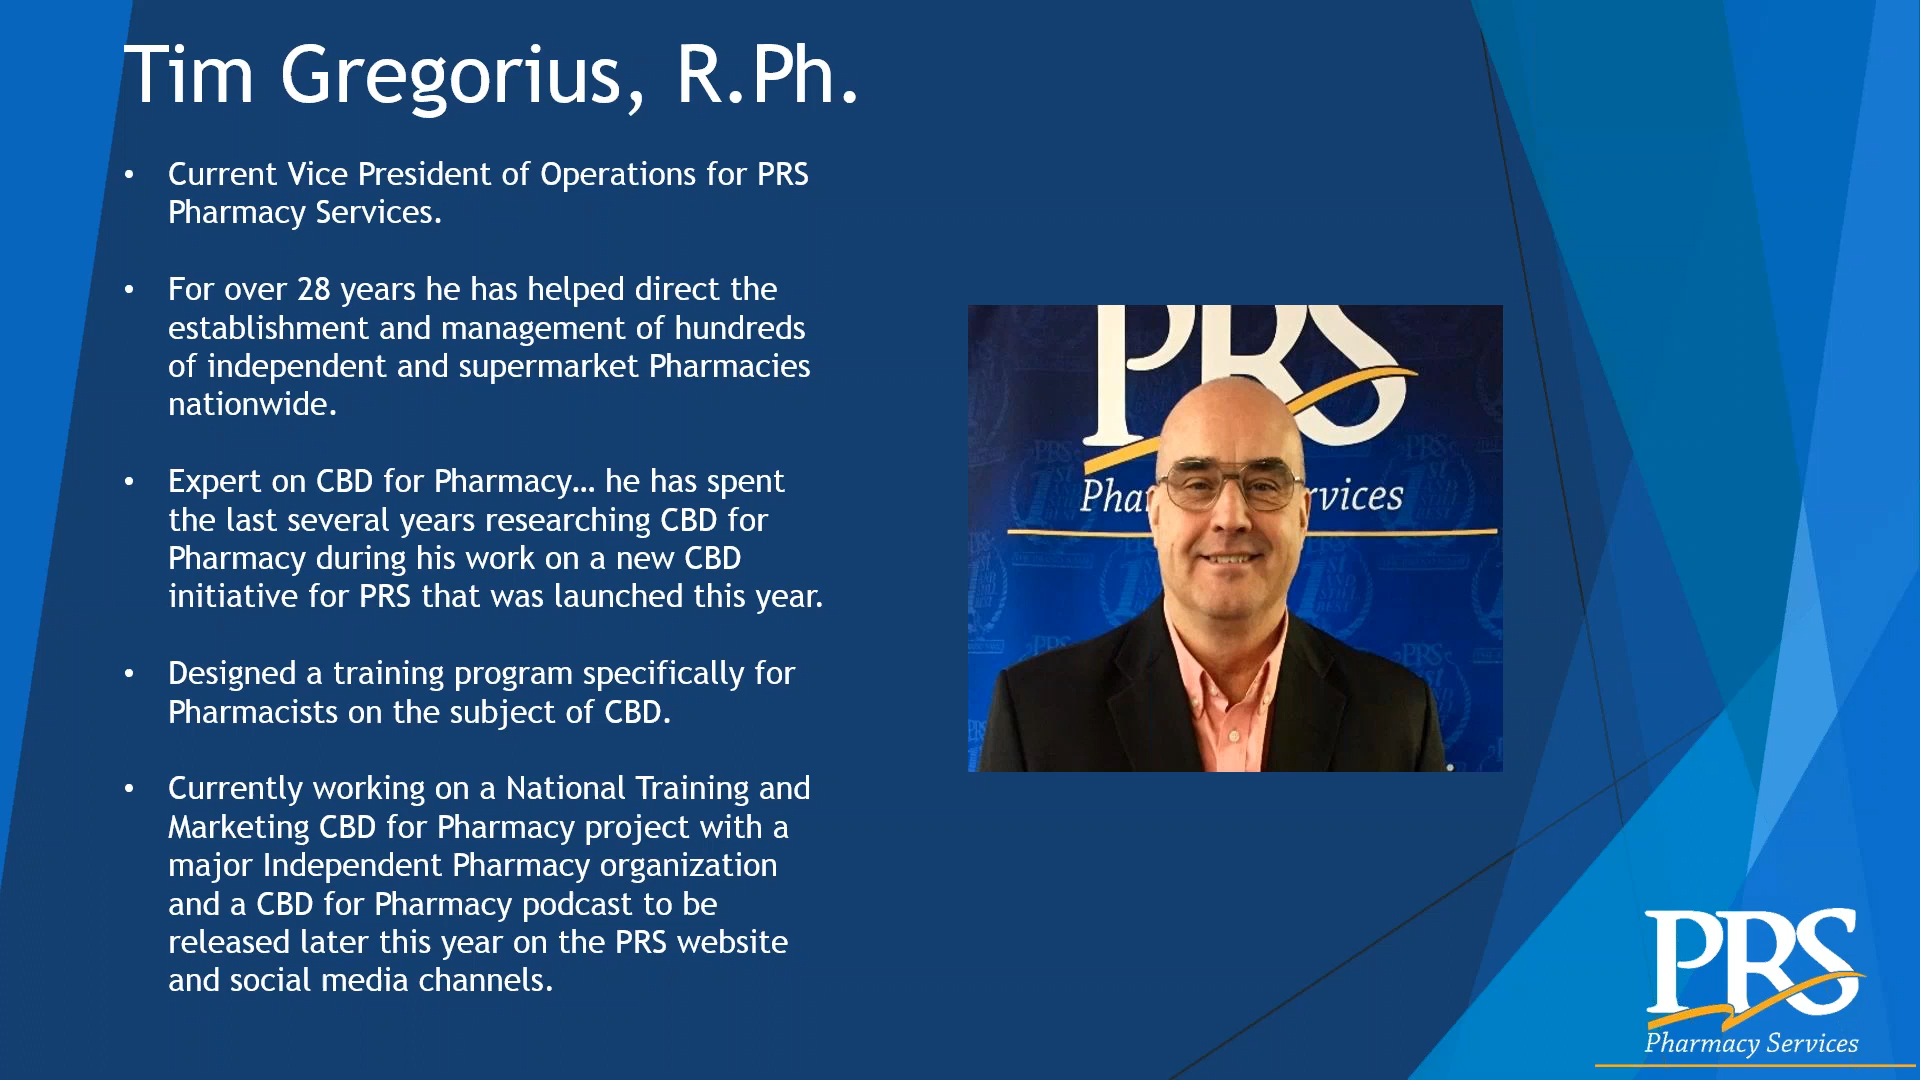 Tim Gregorius, R.Ph.
• Current Vice President of Operations for PRS
Pharmacy Services.
• For over 28 years he has helped direct the
establishment and management of hundreds
of independent and supermarket Pharmacies
nationwide.
• Expert on CBD for Pharmacy… he has spent
the last several years researching CBD for
Pharmacy during his work on a new CBD
initiative for PRS that was launched this year.
• Designed a training program specifically for
Pharmacists on the subject of CBD.
• Currently working on a National Training and
Marketing CBD for Pharmacy project with a
major Independent Pharmacy organization
and a CBD for Pharmacy podcast to be
released later this year on the PRS website
and social media channels.
PRS
PRS
Pharmacy Services